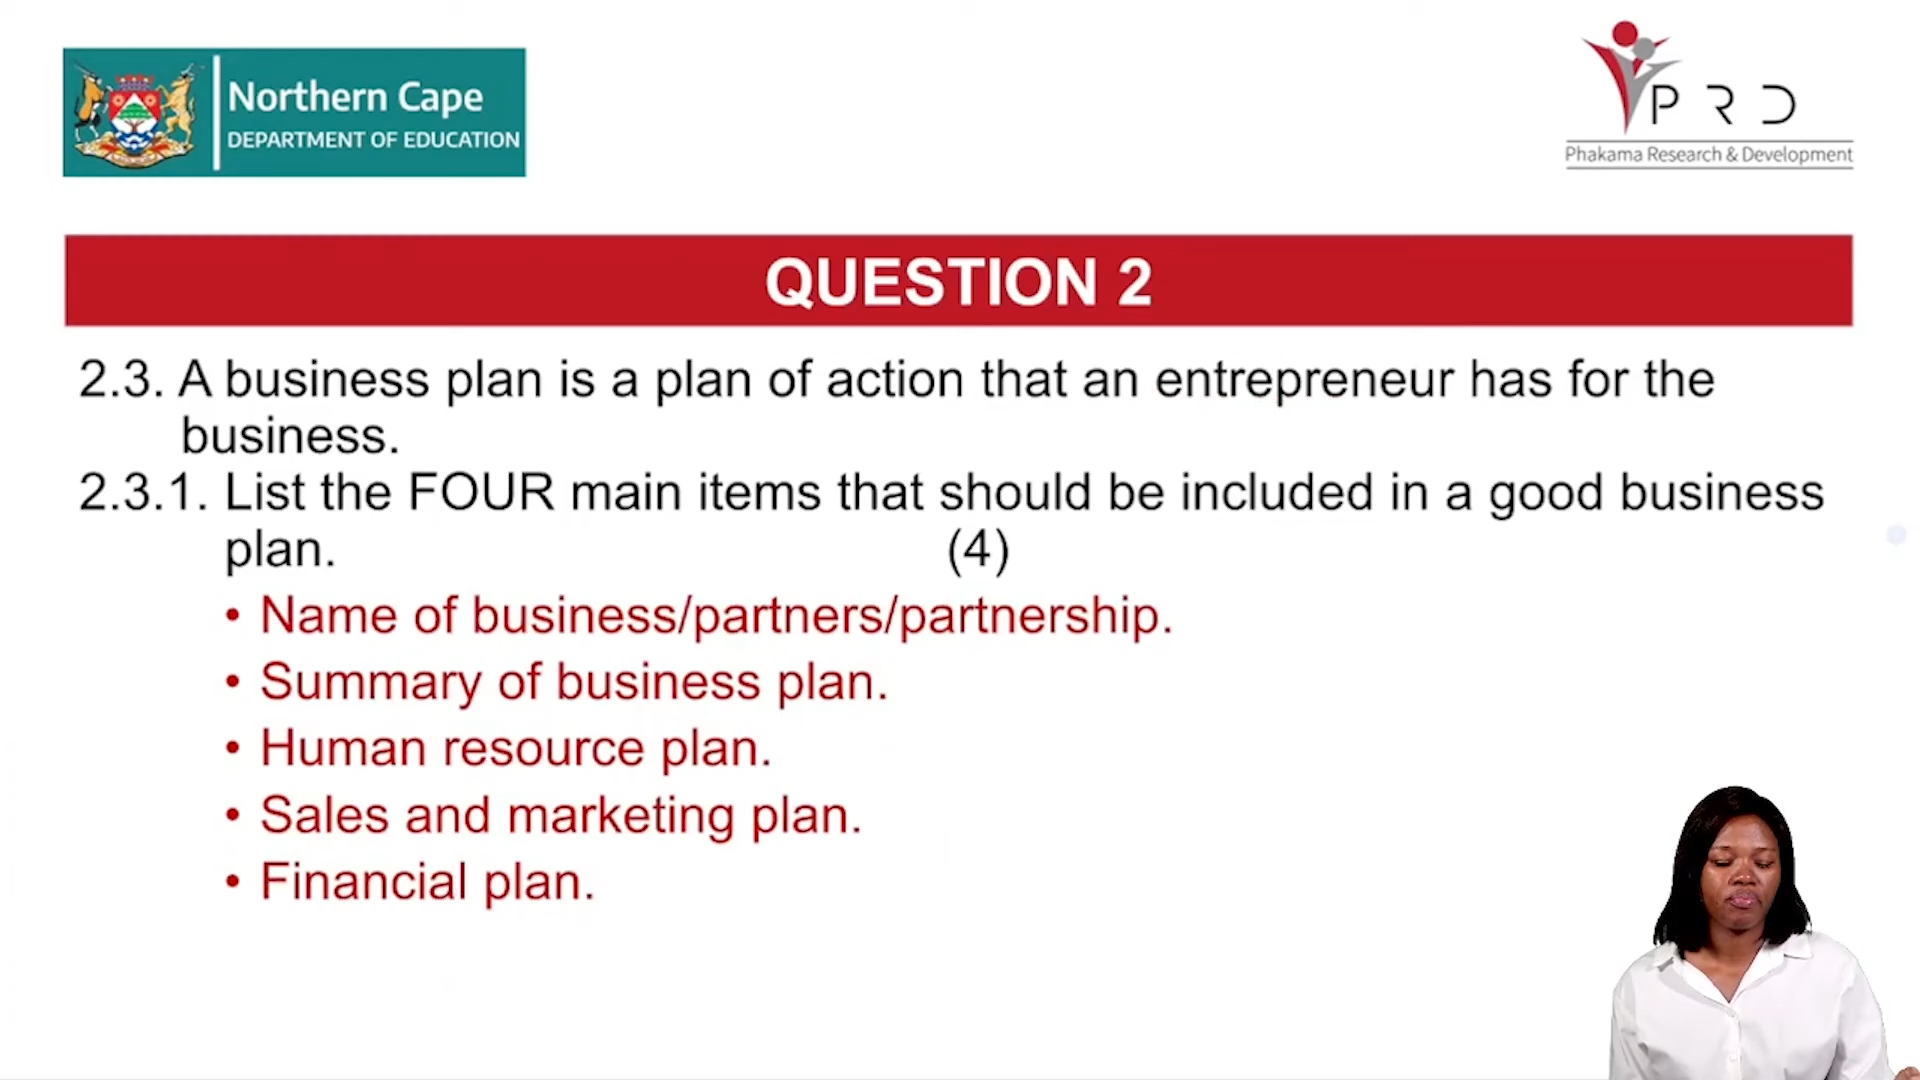 Northern Cape
DEPARTMENT OF EDUCATION
P R D
Phakama Research & Development
QUESTION 2
2.3. A business plan is a plan of action that an entrepreneur has for the
business.
2.3.1. List the FOUR main items that should be included in a good business
plan. (4)
• Name of business/partners/partnership.
• Summary of business plan.
• Human resource plan.
• Sales and marketing plan.
• Financial plan.